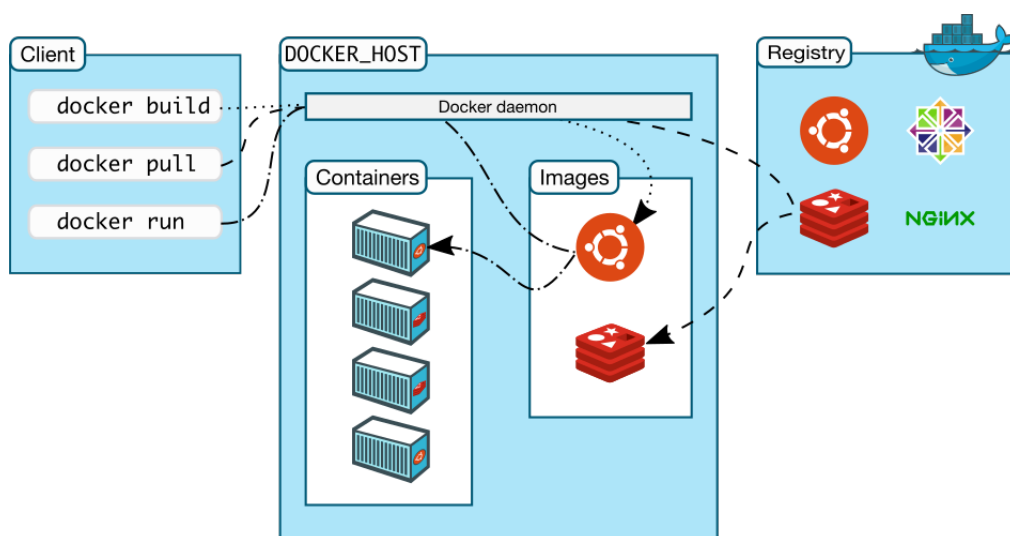 Client
docker build
docker pull
docker run
DOCKER_HOST
Docker daemon
Containers
Images
Registry
NGINX